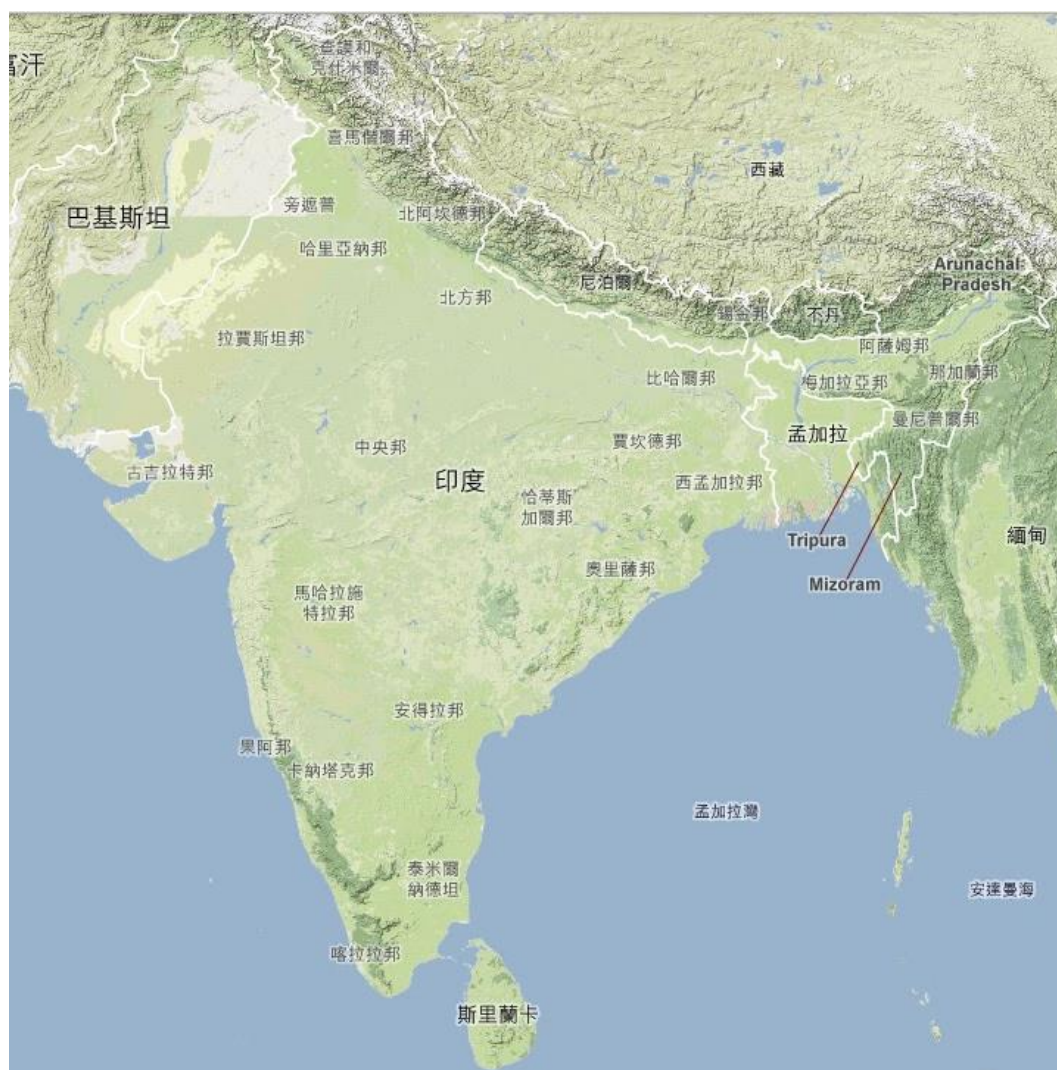 富汗
查謨和
克什米爾
喜馬偕爾邦
西藏
旁遮普
巴基斯坦
北阿坎德邦
哈里亞納邦
Arunachal
Pradesh
尼泊爾
北方邦
錫金邦
不丹
拉賈斯坦邦
阿薩姆邦
那加蘭邦
比哈爾邦
梅加拉亞邦
曼尼普爾邦
孟加拉
賈坎德邦
中央邦
古吉拉特邦
印度
西孟加拉邦
恰蒂斯
加爾邦
Tripura
緬甸
奧里薩邦
Mizoram
馬哈拉施
特拉邦
安得拉邦
果阿邦
卡納塔克邦
孟加拉灣
泰米爾
納德坦
安達曼海
喀拉拉邦
斯里蘭卡